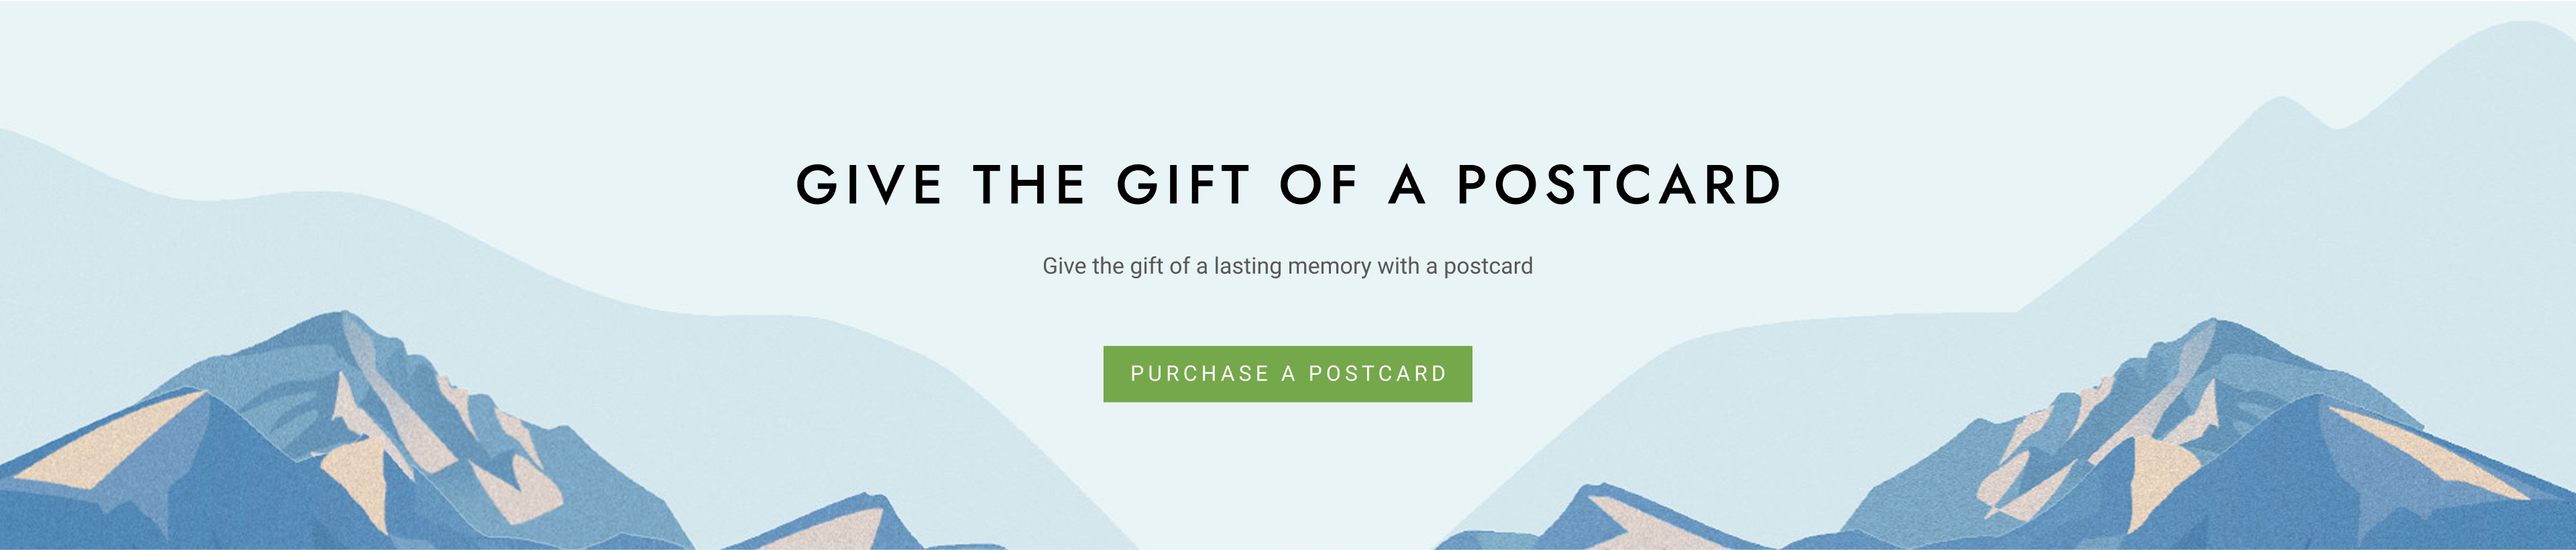 GIVE THE GIFT OF A POSTCARD
Give the gift of a lasting memory with a postcard
PURCHASE A POSTCARD